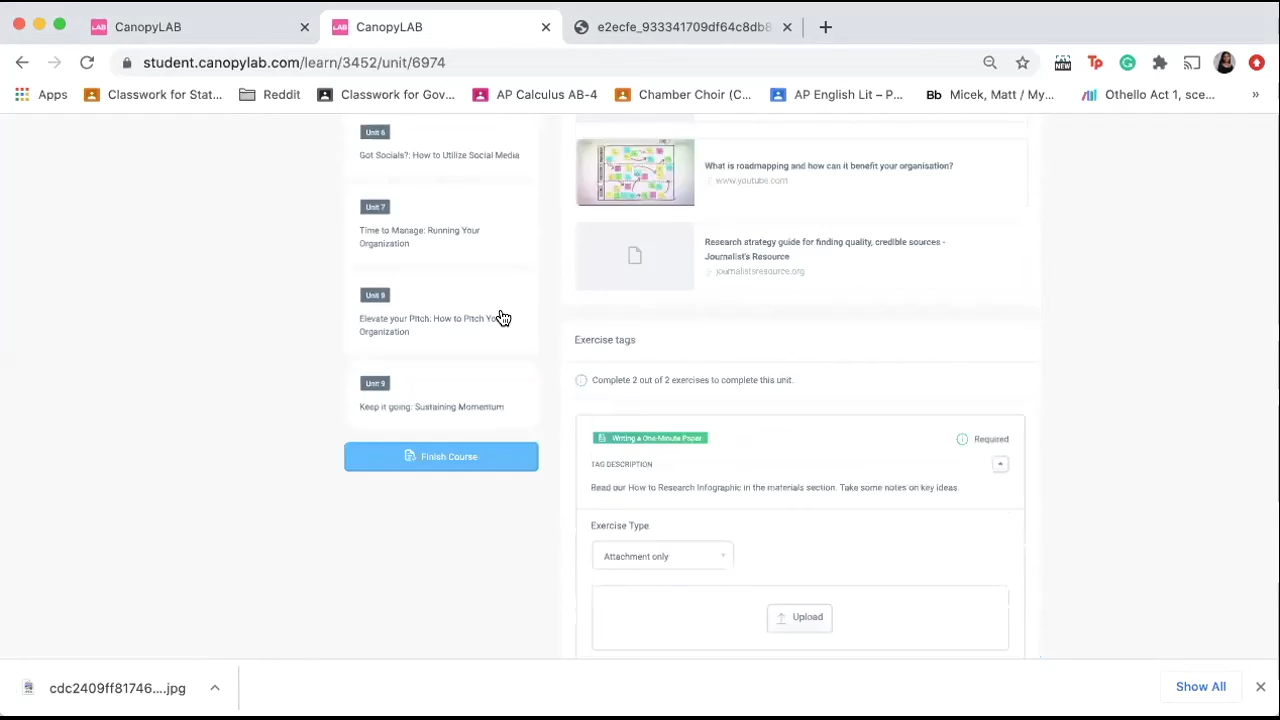 CanopyLAB
CanopyLAB
e2ecfe_933341709df64c8db8
student.canopylab.com/learn/3452/unit/6974
Apps
Classwork for Stat...
Reddit
Classwork for Gov...
AP Calculus AB-4
Chamber Choir (C...
AP English Lit – P...
Bb Micek, Matt / My...
Othello Act 1, sce...
»
Unit 6
Got Socials?: How to Utilize Social Media
Unit 7
Time to Manage: Running Your
Organization
Unit 8
Elevate your Pitch: How to Pitch
Organization
Unit 9
Keep it going: Sustaining Momentum
Finish Course
What is roadmapping and how can it benefit your organisation?
www.youtube.com
Research strategy guide for finding quality, credible sources -
Journalist's Resource
journalistsresource.org
Exercise tags
Complete 2 out of 2 exercises to complete this unit.
Writing a One-Minute Paper
Required
TAG DESCRIPTION
Read our How to Research Infographic in the materials section. Take some notes on key ideas.
Exercise Type
Attachment only
Upload
cdc2409ff81746....jpg
Show All